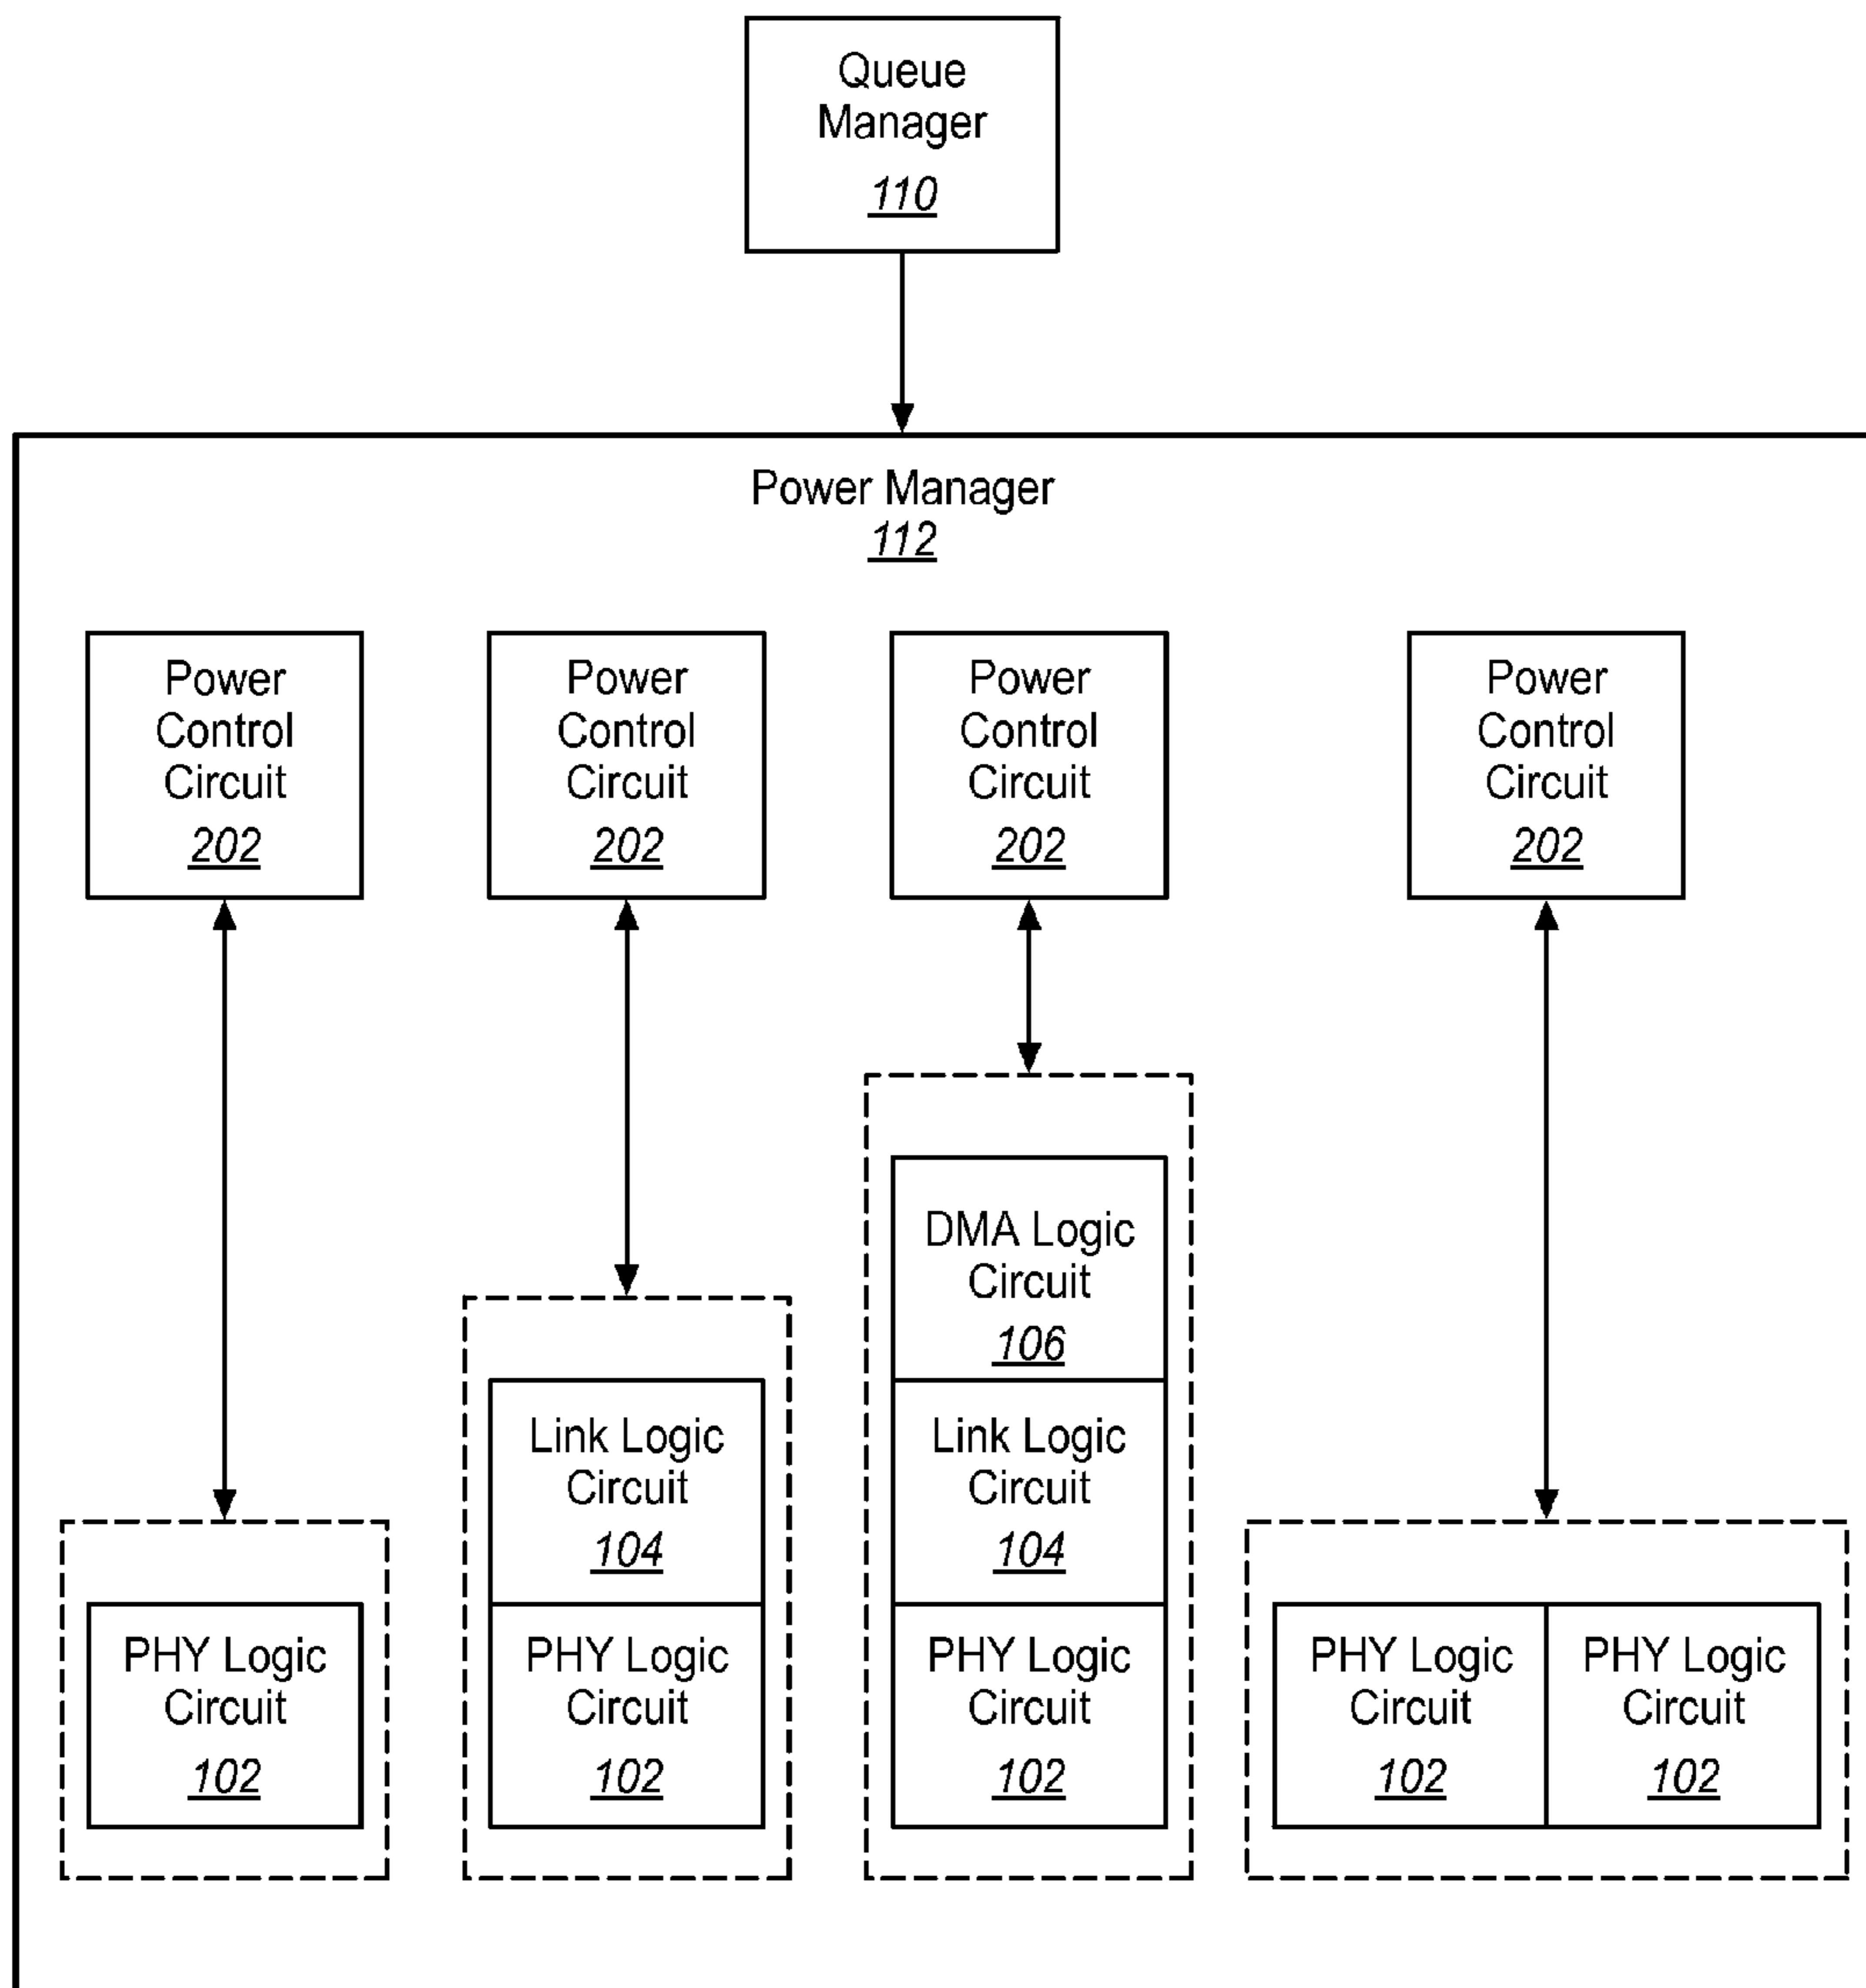 Queue
Manager
110
Power Manager
112
Power
Control
Circuit
202
Power
Control
Circuit
202
Power
Control
Circuit
202
Power
Control
Circuit
202
DMA Logic
Circuit
106
Link Logic
Circuit
104
Link Logic
Circuit
104
PHY Logic
Circuit
102
PHY Logic
Circuit
102
PHY Logic
Circuit
102
PHY Logic
Circuit
102
PHY Logic
Circuit
102